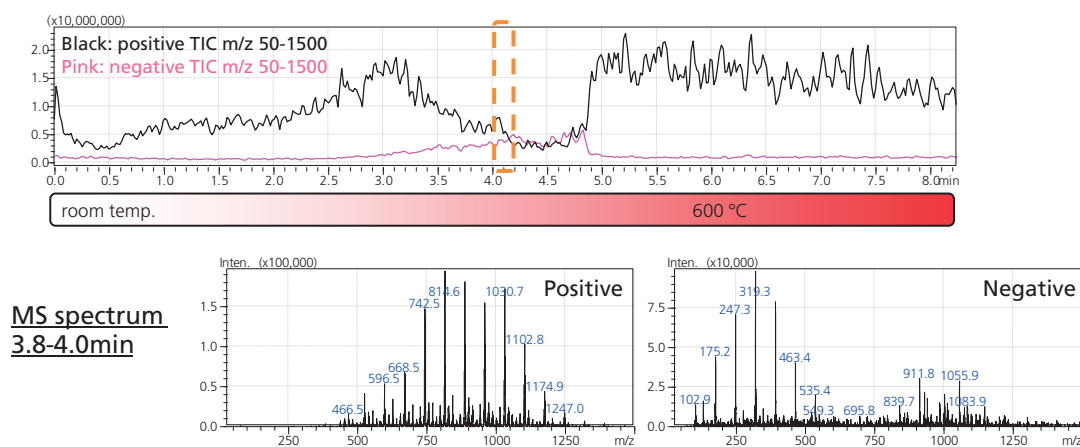 (x10,000,000)
Black: positive TIC m/z 50-1500
Pink: negative TIC m/z 50-1500
2.0
1.5
1.0
0.5
0.0
0.0 0.5 1.0 1.5 2.0 2.5 3.0 3.5 4.0 4.5 5.0 5.5 6.0 6.5 7.0 7.5 8.0 min
room temp. 600 ºC
MS spectrum
3.8-4.0min
Inten. (x100,000)
Positive
1.5
1.0
0.5
0.0
466.5
596.5
668.5
742.5
814.6
1030.7
1102.8
1174.9
1247.0
250 500 750 1000 1250 m/z
Inten. (x10,000)
Negative
7.5
5.0
2.5
0.0
102.9
175.2
247.3
319.3
463.4
535.4
549.3
695.8
839.7
911.8
1055.9
1083.9
250 500 750 1000 1250 m/z